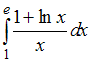 ∫₁ᵉ (1 + ln x)/x dx